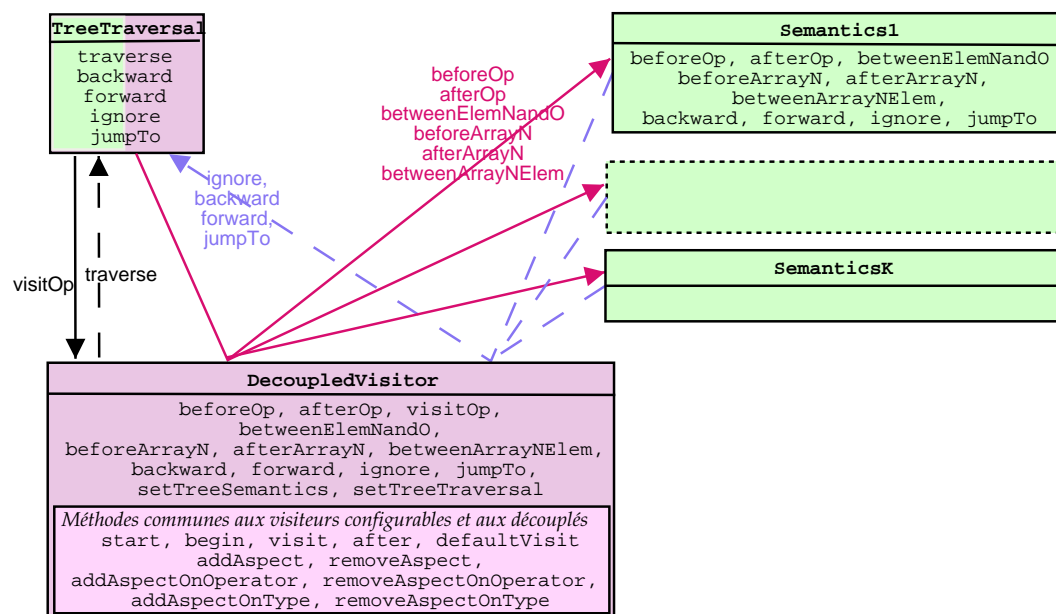 TreeTraversal
traverse
backward
forward
ignore
jumpTo
Semantics1
beforeOp, afterOp, betweenElemNandO
beforeArrayN, afterArrayN,
betweenArrayNElem,
backward, forward, ignore, jumpTo
beforeOp
afterOp
betweenElemNandO
beforeArrayN
afterArrayN
betweenArrayNElem
ignore,
backward
forward,
jumpTo
visitOp
traverse
SemanticsK
DecoupledVisitor
beforeOp, afterOp, visitOp,
betweenElemNandO,
beforeArrayN, afterArrayN, betweenArrayNElem,
backward, forward, ignore, jumpTo,
setTreeSemantics, setTreeTraversal
Méthodes communes aux visiteurs configurables et aux découplés
start, begin, visit, after, defaultVisit
addAspect, removeAspect,
addAspectOnOperator, removeAspectOnOperator,
addAspectOnType, removeAspectOnType